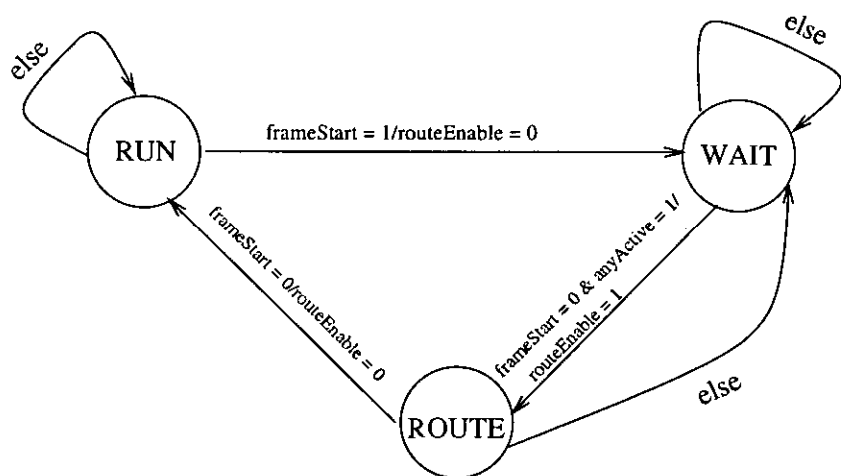 else
else
RUN
frameStart = 1/routeEnable = 0
WAIT
frameStart = 0/routeEnable = 0
frameStart = 0 & anyActive = 1/
routeEnable = 1
else
ROUTE